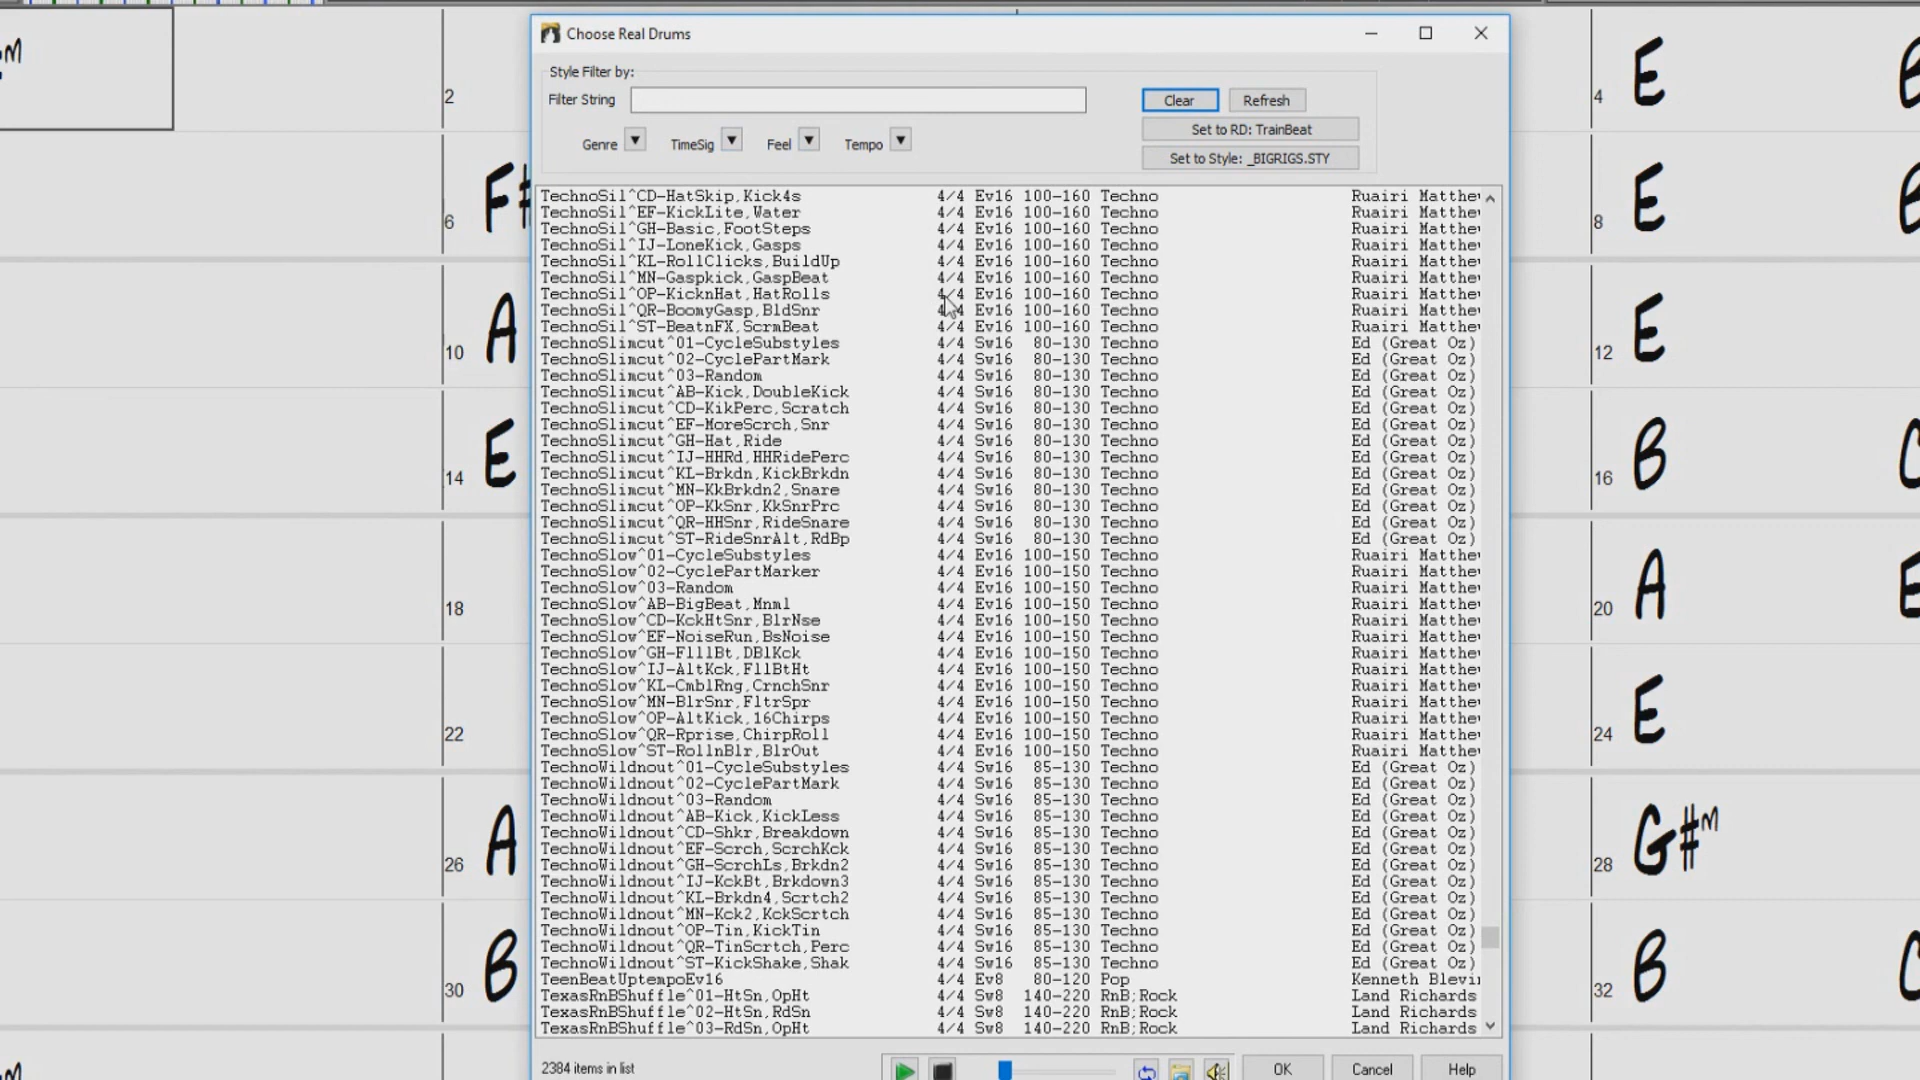 Choose Real Drums
Style Filter by:
Filter String
Clear
Refresh
Genre
TimeSig
Feel
Tempo
Set to RD: TrainBeat
Set to Style: _BIGRIGS.STY
TechnoSil^CD-HatSkip,Kick4s 4/4 Ev16 100-160 Techno Ruairi Matthe
TechnoSil^EF-KickLite,Water 4/4 Ev16 100-160 Techno Ruairi Matthe
TechnoSil^GH-Basic,FootSteps 4/4 Ev16 100-160 Techno Ruairi Matthe
TechnoSil^IJ-LoneKick,Gasps 4/4 Ev16 100-160 Techno Ruairi Matthe
TechnoSil^KL-RollClicks,BuildUp 4/4 Ev16 100-160 Techno Ruairi Matthe
TechnoSil^MN-Gaspkick,GaspBeat 4/4 Ev16 100-160 Techno Ruairi Matthe
TechnoSil^OP-KicknHat,HatRolls 4/4 Ev16 100-160 Techno Ruairi Matthe
TechnoSil^QR-BoomyGasp,BldSnr 4/4 Ev16 100-160 Techno Ruairi Matthe
TechnoSil^ST-BeatnFX,ScrmBeat 4/4 Ev16 100-160 Techno Ruairi Matthe
TechnoSlimcut^01-CycleSubstyles 4/4 Sw16 80-130 Techno Ed (Great Oz)
TechnoSlimcut^02-CyclePartMark 4/4 Sw16 80-130 Techno Ed (Great Oz)
TechnoSlimcut^03-Random 4/4 Sw16 80-130 Techno Ed (Great Oz)
TechnoSlimcut^AB-Kick,DoubleKick 4/4 Sw16 80-130 Techno Ed (Great Oz)
TechnoSlimcut^CD-KikPerc,Scratch 4/4 Sw16 80-130 Techno Ed (Great Oz)
TechnoSlimcut^EF-MoreScrch,Snr 4/4 Sw16 80-130 Techno Ed (Great Oz)
TechnoSlimcut^GH-Hat,Ride 4/4 Sw16 80-130 Techno Ed (Great Oz)
TechnoSlimcut^IJ-HHRd,HHRidePerc 4/4 Sw16 80-130 Techno Ed (Great Oz)
TechnoSlimcut^KL-Brkdn,KickBrkdn 4/4 Sw16 80-130 Techno Ed (Great Oz)
TechnoSlimcut^MN-KkBrkdn2,Snare 4/4 Sw16 80-130 Techno Ed (Great Oz)
TechnoSlimcut^OP-KkSnr,KkSnrPrc 4/4 Sw16 80-130 Techno Ed (Great Oz)
TechnoSlimcut^QR-HHSnr,RideSnare 4/4 Sw16 80-130 Techno Ed (Great Oz)
TechnoSlimcut^ST-RideSnrAlt,RdBp 4/4 Sw16 80-130 Techno Ed (Great Oz)
TechnoSlow^01-CycleSubstyles 4/4 Ev16 100-150 Techno Ruairi Matthe
TechnoSlow^02-CyclePartMarker 4/4 Ev16 100-150 Techno Ruairi Matthe
TechnoSlow^03-Random 4/4 Ev16 100-150 Techno Ruairi Matthe
TechnoSlow^AB-BigBeat,Mnml 4/4 Ev16 100-150 Techno Ruairi Matthe
TechnoSlow^CD-KckHtSnr,BlrNse 4/4 Ev16 100-150 Techno Ruairi Matthe
TechnoSlow^EF-NoiseRun,BsNoise 4/4 Ev16 100-150 Techno Ruairi Matthe
TechnoSlow^GH-FlllBt,DBlKck 4/4 Ev16 100-150 Techno Ruairi Matthe
TechnoSlow^IJ-AltKck,FllBtHt 4/4 Ev16 100-150 Techno Ruairi Matthe
TechnoSlow^KL-CmblRng,CrnchSnr 4/4 Ev16 100-150 Techno Ruairi Matthe
TechnoSlow^MN-BlrSnr,FltrSpr 4/4 Ev16 100-150 Techno Ruairi Matthe
TechnoSlow^OP-AltKick,16Chirps 4/4 Ev16 100-150 Techno Ruairi Matthe
TechnoSlow^QR-Rprise,ChirpRoll 4/4 Ev16 100-150 Techno Ruairi Matthe
TechnoSlow^ST-RollnBlr,BlrOut 4/4 Ev16 100-150 Techno Ruairi Matthe
TechnoWildnout^01-CycleSubstyles 4/4 Sw16 85-130 Techno Ed (Great Oz)
TechnoWildnout^02-CyclePartMark 4/4 Sw16 85-130 Techno Ed (Great Oz)
TechnoWildnout^03-Random 4/4 Sw16 85-130 Techno Ed (Great Oz)
TechnoWildnout^AB-Kick,KickLess 4/4 Sw16 85-130 Techno Ed (Great Oz)
TechnoWildnout^CD-Shkr,Breakdown 4/4 Sw16 85-130 Techno Ed (Great Oz)
TechnoWildnout^EF-Scrch,ScrchKck 4/4 Sw16 85-130 Techno Ed (Great Oz)
TechnoWildnout^GH-ScrchLs,Brkdn2 4/4 Sw16 85-130 Techno Ed (Great Oz)
TechnoWildnout^IJ-KckBt,Brkdown3 4/4 Sw16 85-130 Techno Ed (Great Oz)
TechnoWildnout^KL-Brkdn4,Scrtch2 4/4 Sw16 85-130 Techno Ed (Great Oz)
TechnoWildnout^MN-Kck2,KckScrtch 4/4 Sw16 85-130 Techno Ed (Great Oz)
TechnoWildnout^OP-Tin,KickTin 4/4 Sw16 85-130 Techno Ed (Great Oz)
TechnoWildnout^QR-TinScrtch,Perc 4/4 Sw16 85-130 Techno Ed (Great Oz)
TechnoWildnout^ST-KickShake,Shak 4/4 Sw16 85-130 Techno Ed (Great Oz)
TeenBeatUptempoEv16 4/4 Ev8 80-120 Pop Kenneth Blevi
TexasRnBShuffle^01-HtSn,OpHt 4/4 Sw8 140-220 RnB;Rock Land Richards
TexasRnBShuffle^02-HtSn,RdSn 4/4 Sw8 140-220 RnB;Rock Land Richards
TexasRnBShuffle^03-RdSn,OpHt 4/4 Sw8 140-220 RnB;Rock Land Richards
2384 items in list
OK
Cancel
Help
2 4 E B
6 F# 8 E B
10 A 12 E
14 E 16 B
18 20 A E
22 24 E
26 A 28 G#m
30 B 32 B